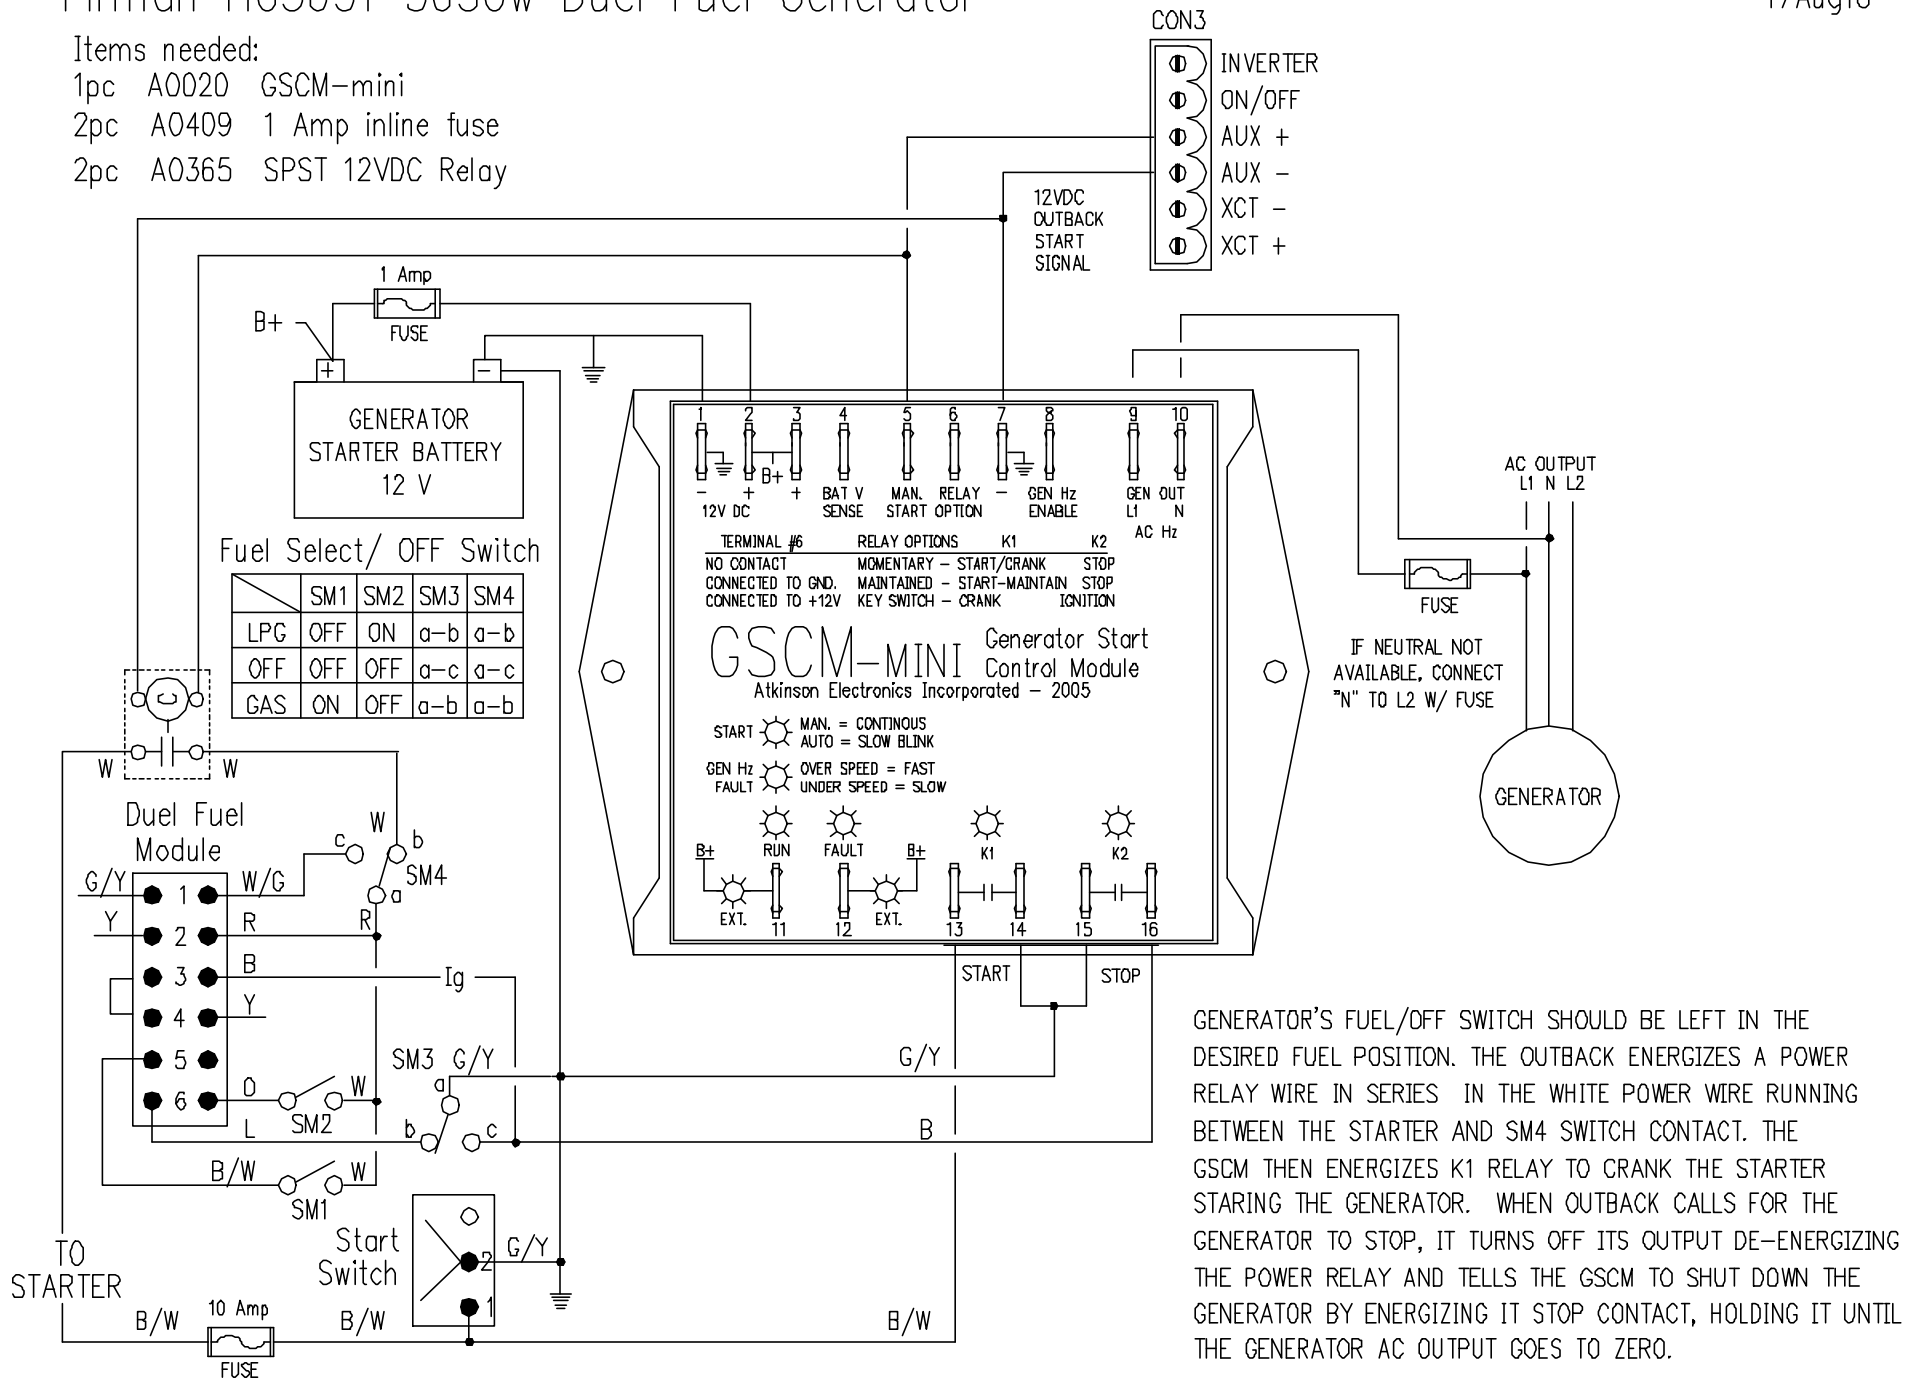 Duel Fuel Generator
Items needed:
1pc A0020 GSCM-mini
2pc A0409 1 Amp inline fuse
2pc A0365 SPST 12VDC Relay
CON3
INVERTER
ON/OFF
AUX +
AUX -
XCT -
XCT +
12VDC
OUTBACK
START
SIGNAL
1 Amp
FUSE
B+
+
-
GENERATOR
STARTER BATTERY
12 V
Fuel Select/ OFF Switch
SM1 SM2 SM3 SM4
LPG OFF ON a-b a-b
OFF OFF OFF a-c a-c
GAS ON OFF a-b a-b
1 2 3 4 5 6 7 8 9 10
B+
- + + BAT V MAN. RELAY - GEN Hz GEN OUT
12V DC SENSE START OPTION ENABLE L1 N
AC Hz
TERMINAL #6 RELAY OPTIONS K1 K2
NO CONTACT MOMENTARY - START/CRANK STOP
CONNECTED TO GND. MAINTAINED - START-MAINTAIN STOP
CONNECTED TO +12V KEY SWITCH - CRANK IGNITION
GSCM-MINI Generator Start
Control Module
Atkinson Electronics Incorporated - 2005
START MAN. = CONTINOUS
AUTO = SLOW BLINK
GEN Hz OVER SPEED = FAST
FAULT UNDER SPEED = SLOW
B+ RUN FAULT B+ K1 K2
EXT. EXT.
11 12 13 14 15 16
START STOP
AC OUTPUT
L1 N L2
FUSE
IF NEUTRAL NOT
AVAILABLE, CONNECT
"N" TO L2 W/ FUSE
GENERATOR
C
W W
Duel Fuel
Module
W
c b
SM4
a
G/Y 1 W/G
Y 2 R R
3 B Ig
4 Y
5
6 O W
SM2
SM3 G/Y G/Y
a
L b c B
B/W W
SM1
Start
Switch
2 G/Y
1
TO
STARTER
B/W 10 Amp B/W B/W
FUSE
GENERATOR'S FUEL/OFF SWITCH SHOULD BE LEFT IN THE
DESIRED FUEL POSITION. THE OUTBACK ENERGIZES A POWER
RELAY WIRE IN SERIES IN THE WHITE POWER WIRE RUNNING
BETWEEN THE STARTER AND SM4 SWITCH CONTACT. THE
GSCM THEN ENERGIZES K1 RELAY TO CRANK THE STARTER
STARING THE GENERATOR. WHEN OUTBACK CALLS FOR THE
GENERATOR TO STOP, IT TURNS OFF ITS OUTPUT DE-ENERGIZING
THE POWER RELAY AND TELLS THE GSCM TO SHUT DOWN THE
GENERATOR BY ENERGIZING IT STOP CONTACT, HOLDING IT UNTIL
THE GENERATOR AC OUTPUT GOES TO ZERO.